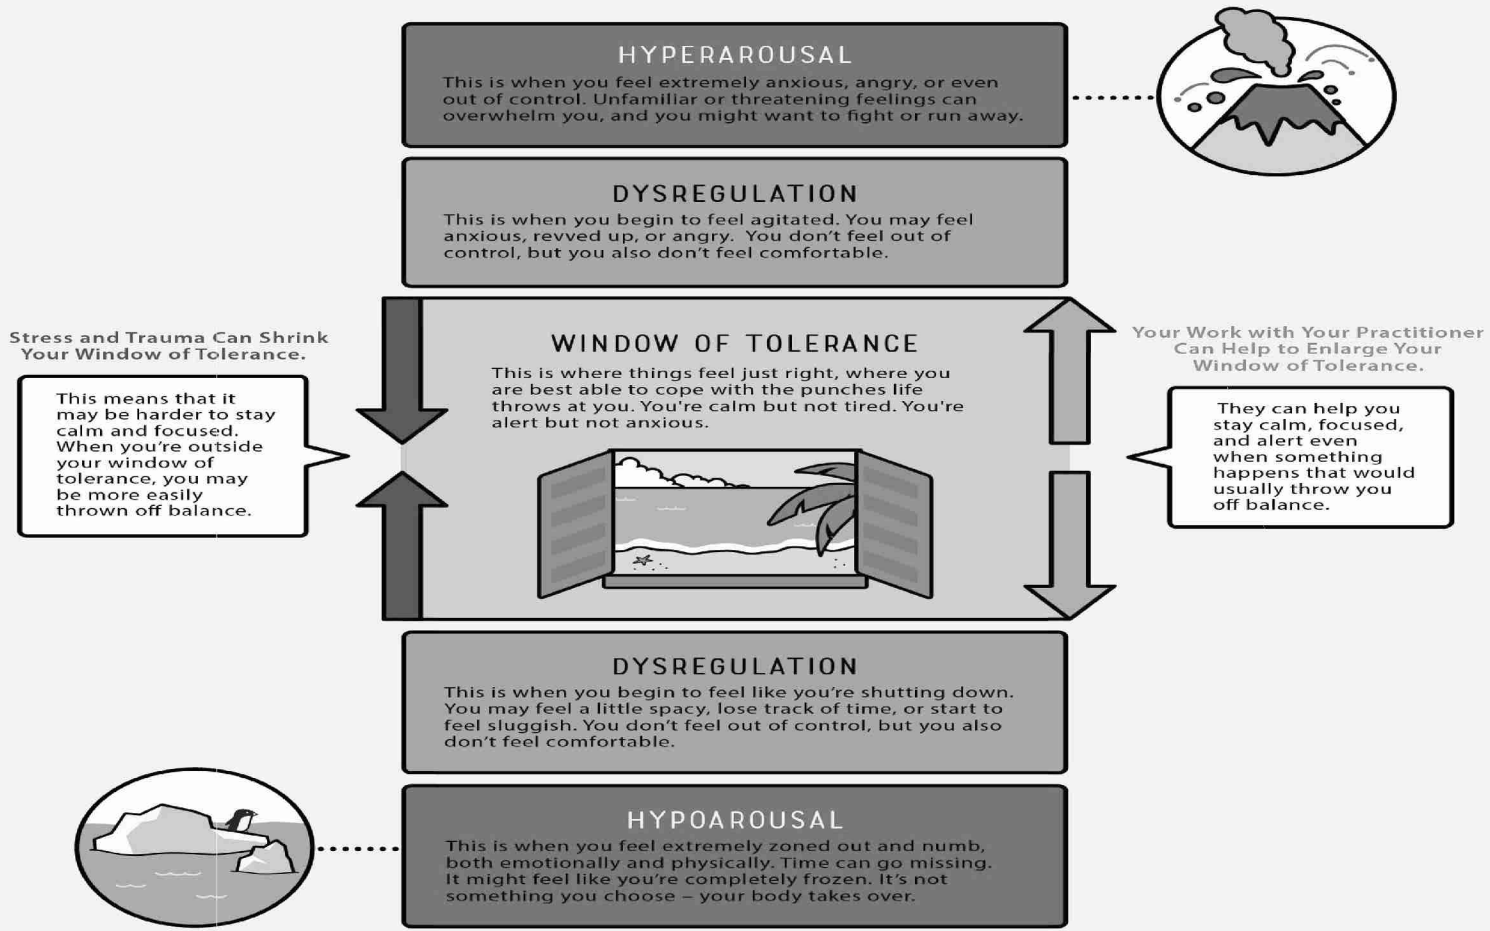 HYPERAROUSAL
This is when you feel extremely anxious, angry, or even
out of control. Unfamiliar or threatening feelings can
overwhelm you, and you might want to fight or run away.
DYSREGULATION
This is when you begin to feel agitated. You may feel
anxious, revved up, or angry. You don't feel out of
control, but you also don't feel comfortable.
Stress and Trauma Can Shrink
Your Window of Tolerance.
This means that it
may be harder to stay
calm and focused.
When you're outside
your window of
tolerance, you may
be more easily
thrown off balance.
WINDOW OF TOLERANCE
This is where things feel just right, where you
are best able to cope with the punches life
throws at you. You're calm but not tired. You're
alert but not anxious.
Your Work with Your Practitioner
Can Help to Enlarge Your
Window of Tolerance.
They can help you
stay calm, focused,
and alert even
when something
happens that would
usually throw you
off balance.
DYSREGULATION
This is when you begin to feel like you're shutting down.
You may feel a little spacy, lose track of time, or start to
feel sluggish. You don't feel out of control, but you also
don't feel comfortable.
HYPOAROUSAL
This is when you feel extremely zoned out and numb,
both emotionally and physically. Time can go missing.
It might feel like you're completely frozen. It's not
something you choose – your body takes over.